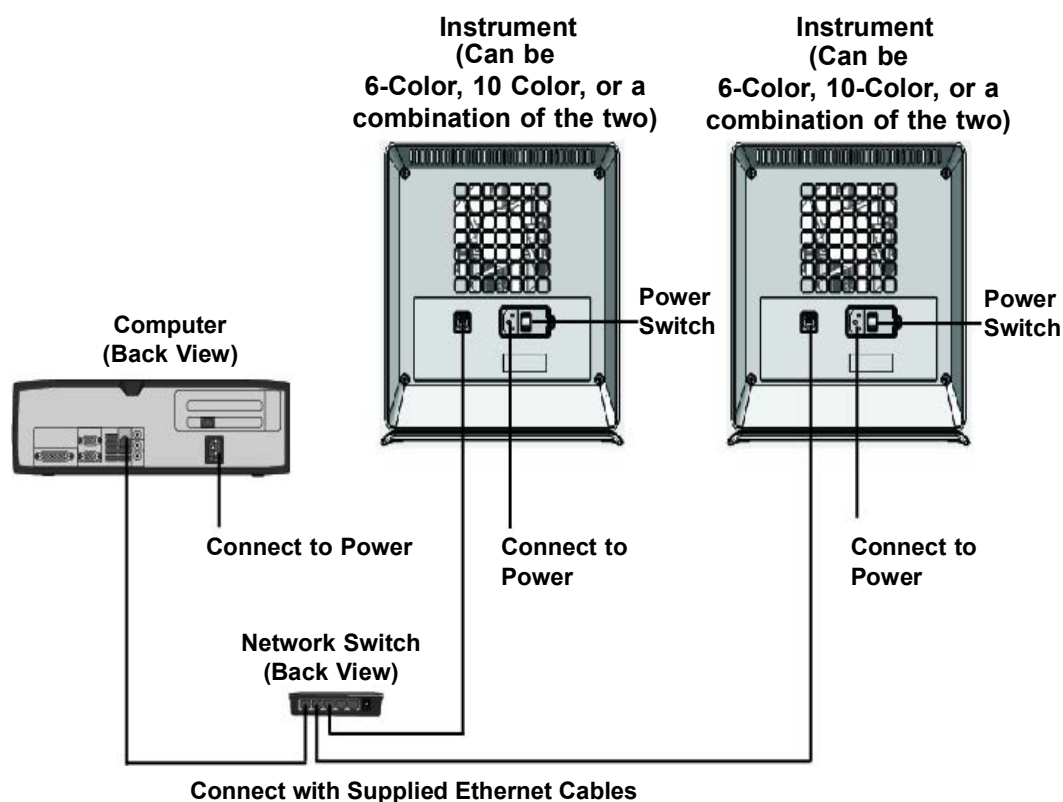 Instrument
(Can be
6-Color, 10 Color, or a
combination of the two)
Instrument
(Can be
6-Color, 10-Color, or a
combination of the two)
Power
Switch
Power
Switch
Computer
(Back View)
Connect to Power
Connect to
Power
Connect to
Power
Network Switch
(Back View)
Connect with Supplied Ethernet Cables